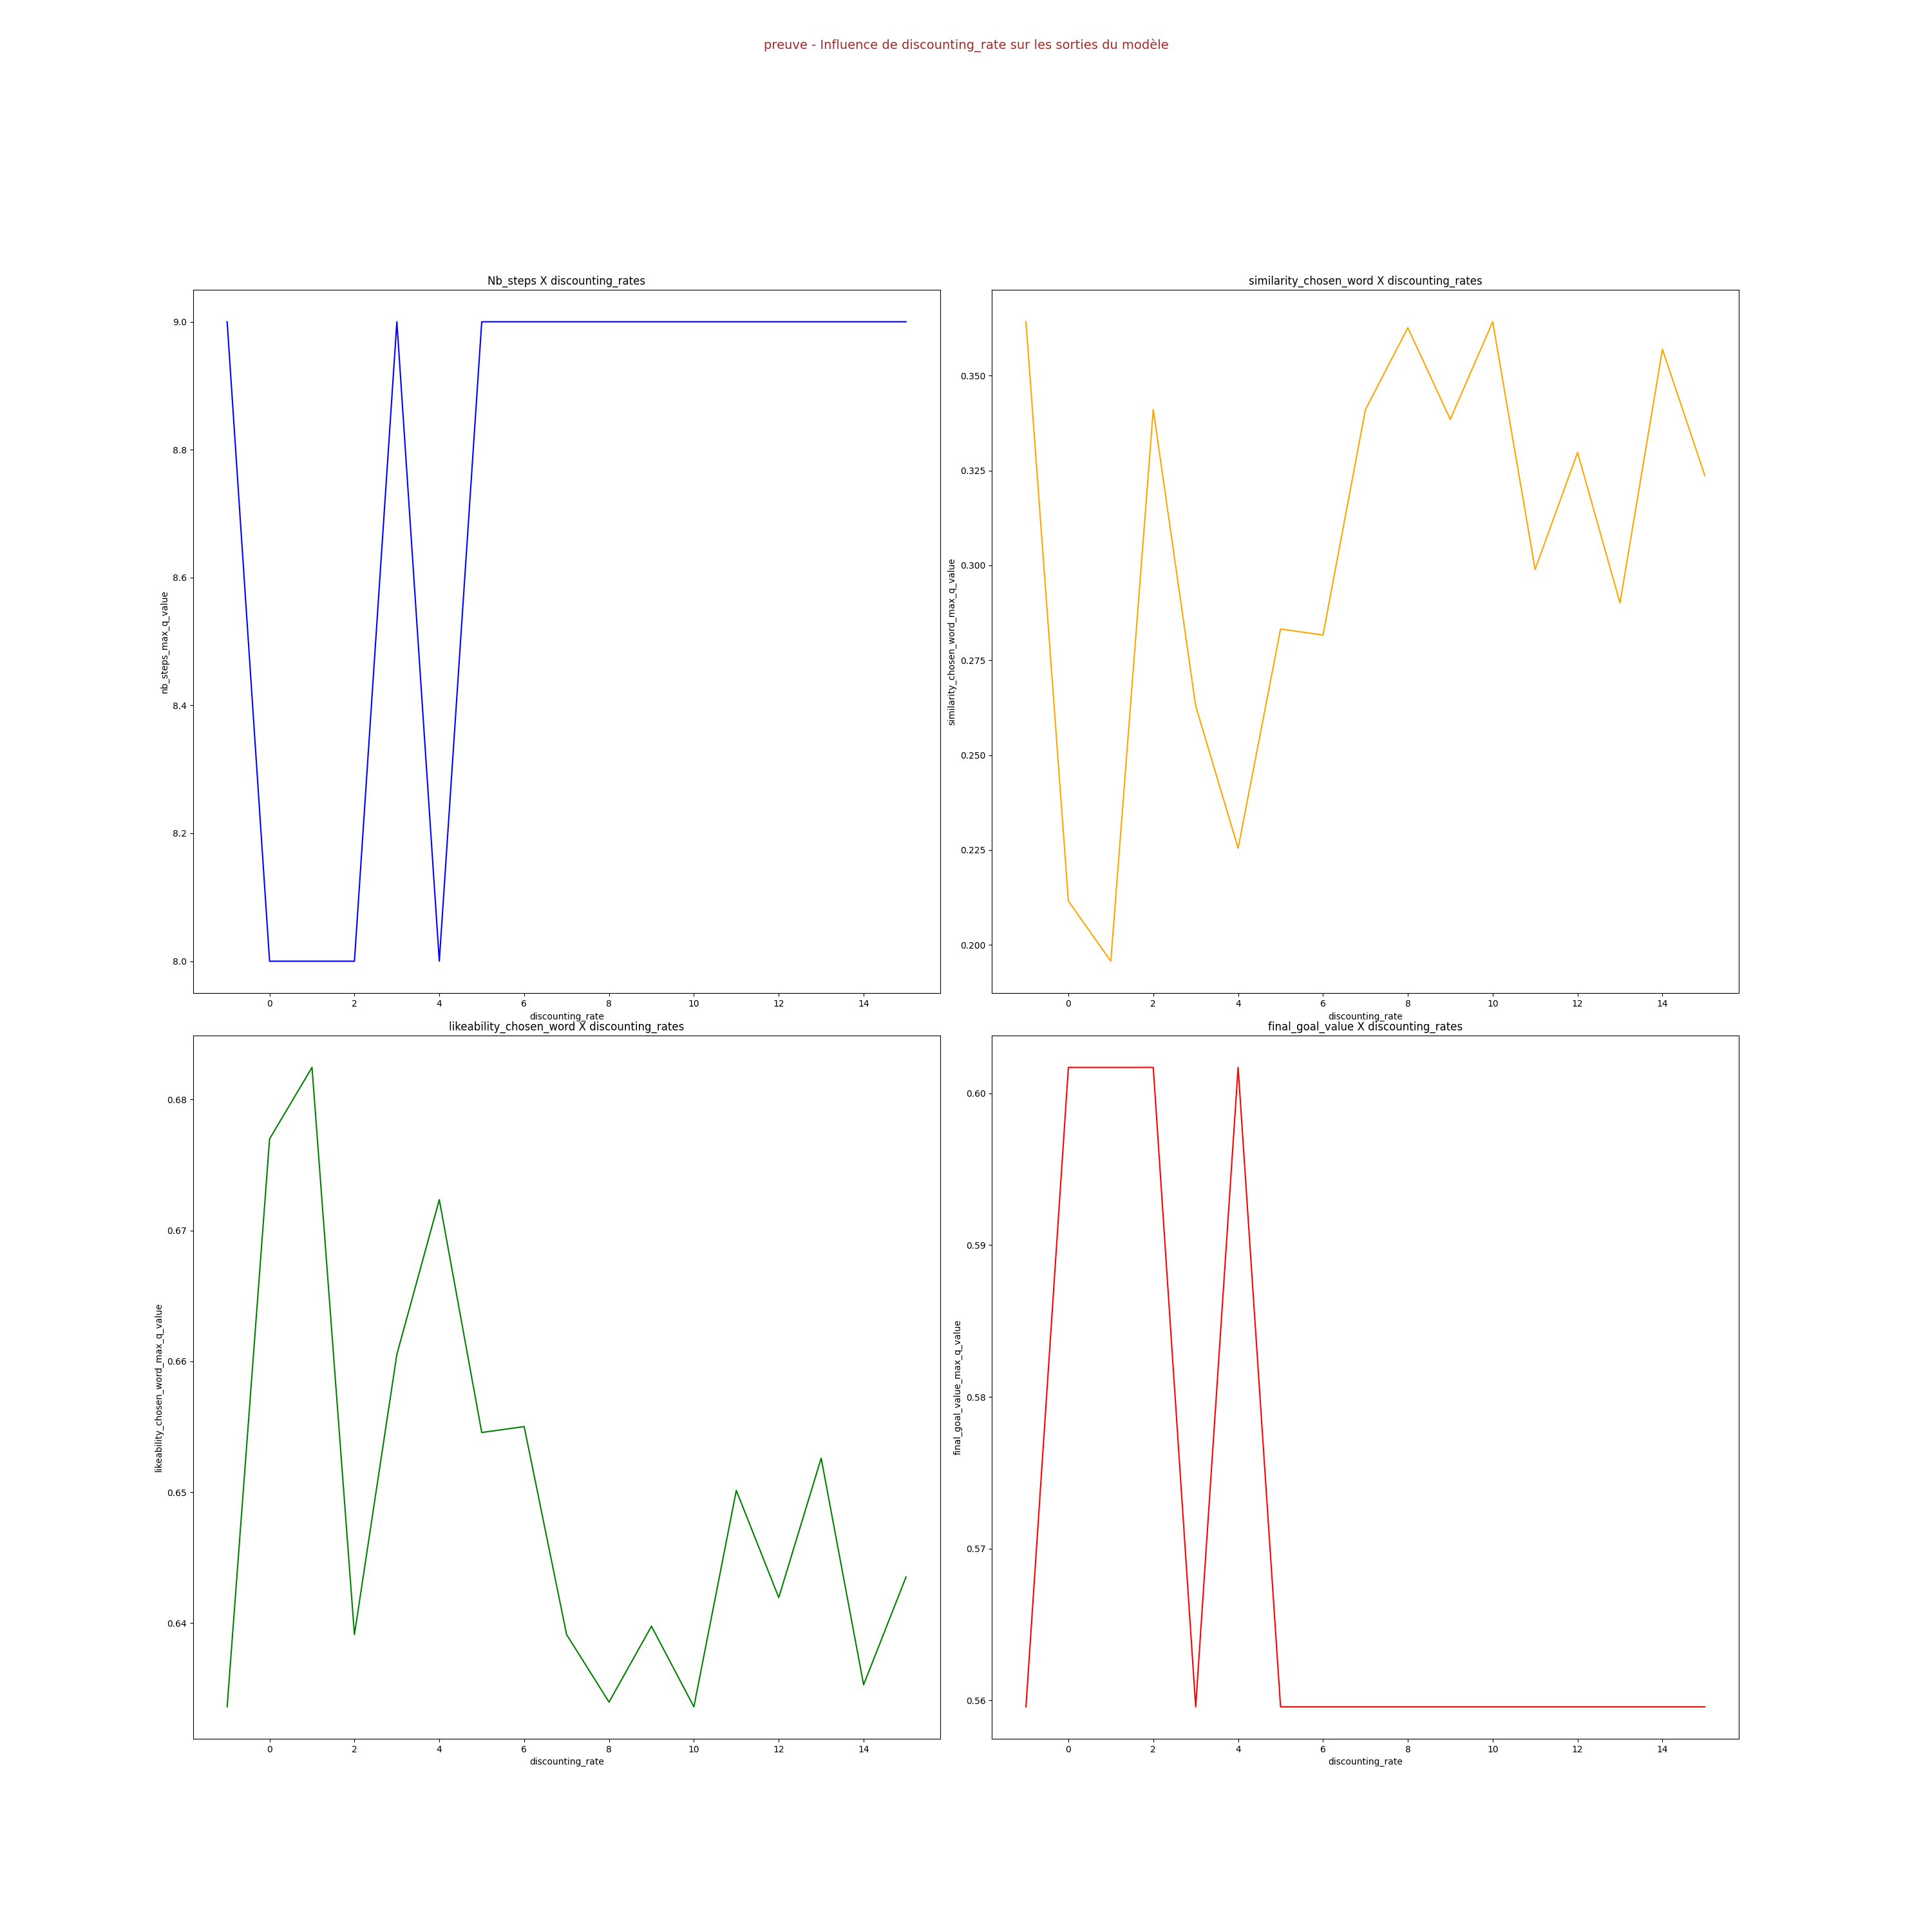 preuve - Influence de discounting_rate sur les sorties du modèle
Nb_steps X discounting_rates
9.0
8.8
8.6
8.4
8.2
8.0
nb_steps_max_q_value
0 2 4 6 8 10 12 14
discounting_rate
similarity_chosen_word X discounting_rates
0.350
0.325
0.300
0.275
0.250
0.225
0.200
similarity_chosen_word_max_q_value
0 2 4 6 8 10 12 14
discounting_rate
likeability_chosen_word X discounting_rates
0.68
0.67
0.66
0.65
0.64
likeability_chosen_word_max_q_value
0 2 4 6 8 10 12 14
discounting_rate
final_goal_value X discounting_rates
0.60
0.59
0.58
0.57
0.56
final_goal_value_max_q_value
0 2 4 6 8 10 12 14
discounting_rate